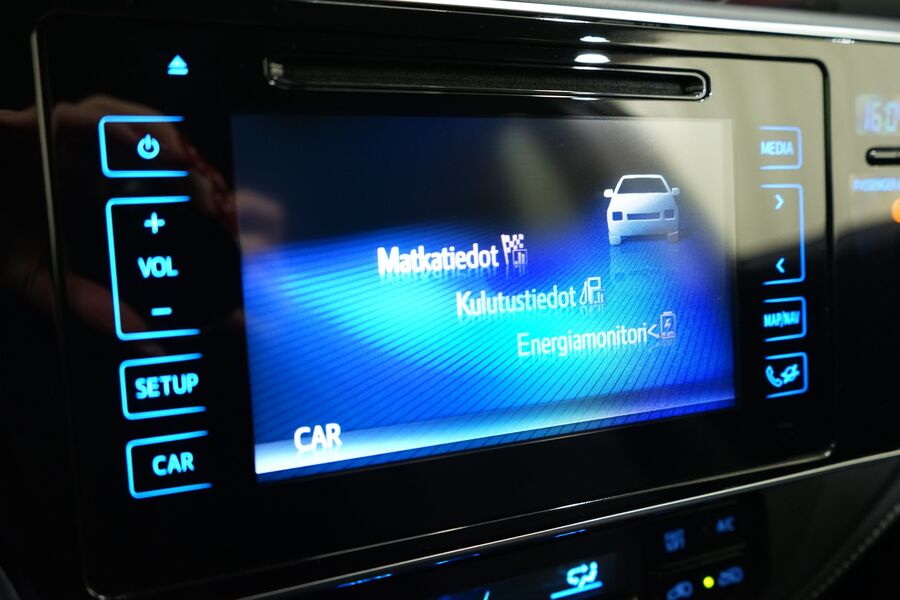 MEDIA
VOL
Matkatiedot
Kulutustiedot
Energiamonitori
MAP/NAV
SETUP
CAR
CAR
A/C